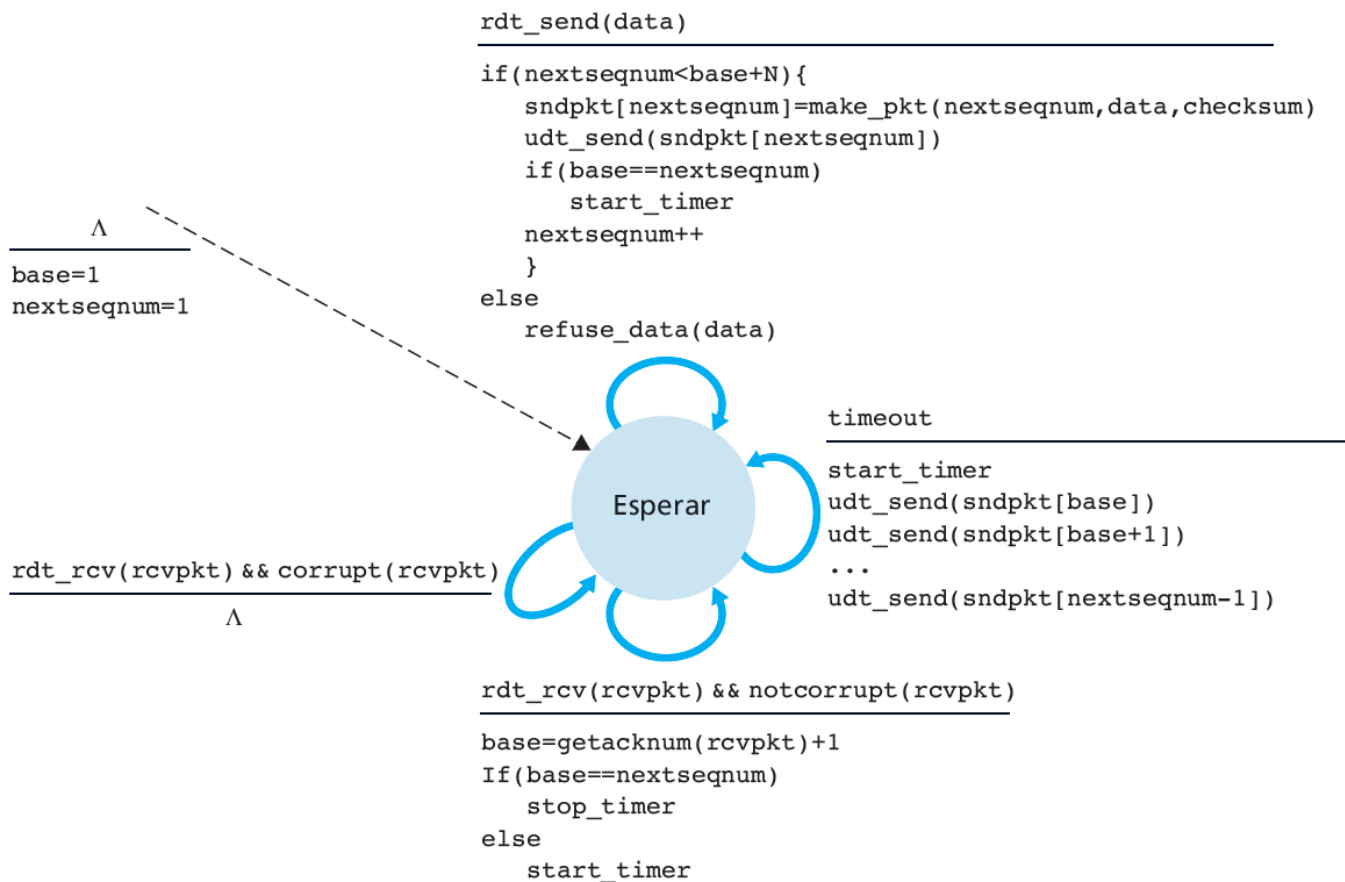 rdt_send(data)
if(nextseqnum<base+N){
sndpkt[nextseqnum]=make_pkt(nextseqnum,data,checksum)
udt_send(sndpkt[nextseqnum])
if(base==nextseqnum)
start_timer
nextseqnum++
}
else
refuse_data(data)
Λ
base=1
nextseqnum=1
timeout
start_timer
udt_send(sndpkt[base])
udt_send(sndpkt[base+1])
...
udt_send(sndpkt[nextseqnum-1])
Esperar
rdt_rcv(rcvpkt) && corrupt(rcvpkt)
Λ
rdt_rcv(rcvpkt) && notcorrupt(rcvpkt)
base=getacknum(rcvpkt)+1
If(base==nextseqnum)
stop_timer
else
start_timer